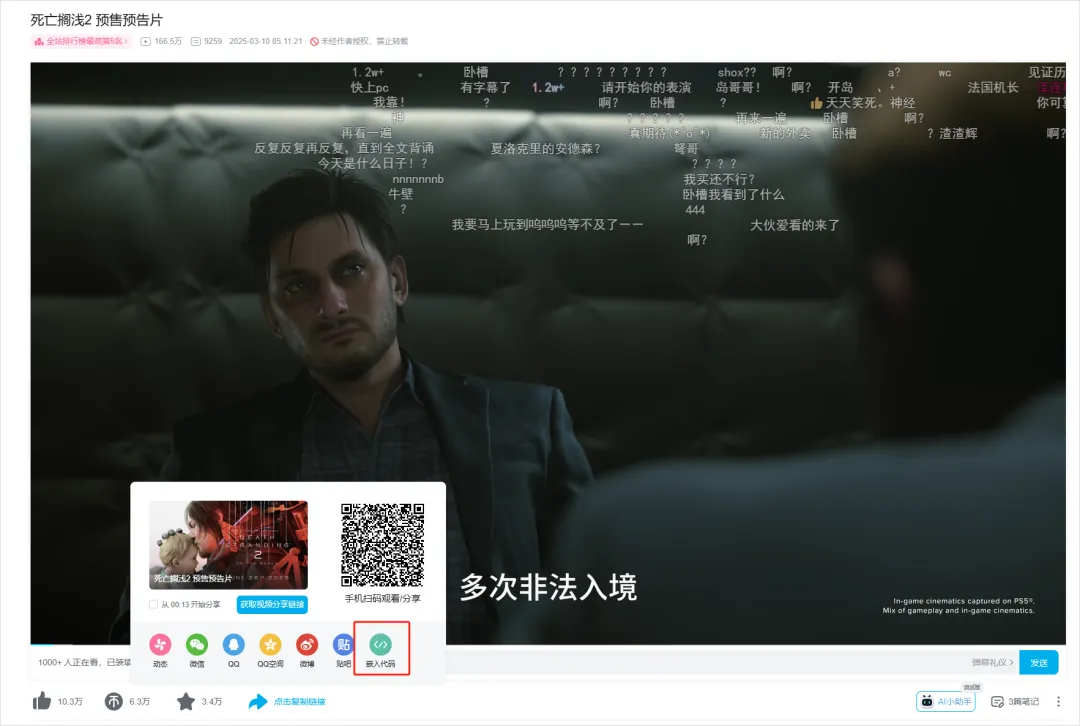 死亡搁浅2 预售预告片
全站排行榜最高第5名 ›
166.5万 9259 2025-03-10 05:11:21 未经作者授权，禁止转载
1.2w+ 。 卧槽 ? ? ? ? ? ? ? ? ? shox?? 啊? a? wc 见证历
快上pc 有字幕了 1.2w+ 请开始你的表演 岛哥哥! 啊? 开岛 、+ 法国机长
我靠! ? 啊? 卧槽 ? 天天笑死。神经 你可
神 ? ? ? ? ? 再来一遍 卧槽 啊?
再看一遍 真期待(*´o`*) 新的外卖 卧槽 ? 渣渣辉 啊?
反复反复再反复，直到全文背诵 夏洛克里的安德森? 弩哥
今天是什么日子! ? ? ? ? ?
nnnnnnnb 我买还不行?
牛壁 卧槽我看到了什么
? 444
我要马上玩到呜呜呜等不及了ーー 大伙爱看的来了
啊?
DEATH
STRANDING
2
死亡搁浅2 预售预告片
从 00:13 开始分享 获取视频分享链接
手机扫码观看/分享
动态 微信 QQ QQ空间 微博 贴吧 嵌入代码
多次非法入境
In-game cinematics captured on PS5®.
Mix of gameplay and in-game cinematics.
1000+ 人正在看，已装填
弹幕礼仪 › 发送
10.3万 6.3万 3.4万 点击复制链接
测试版
AI小助手 3篇笔记